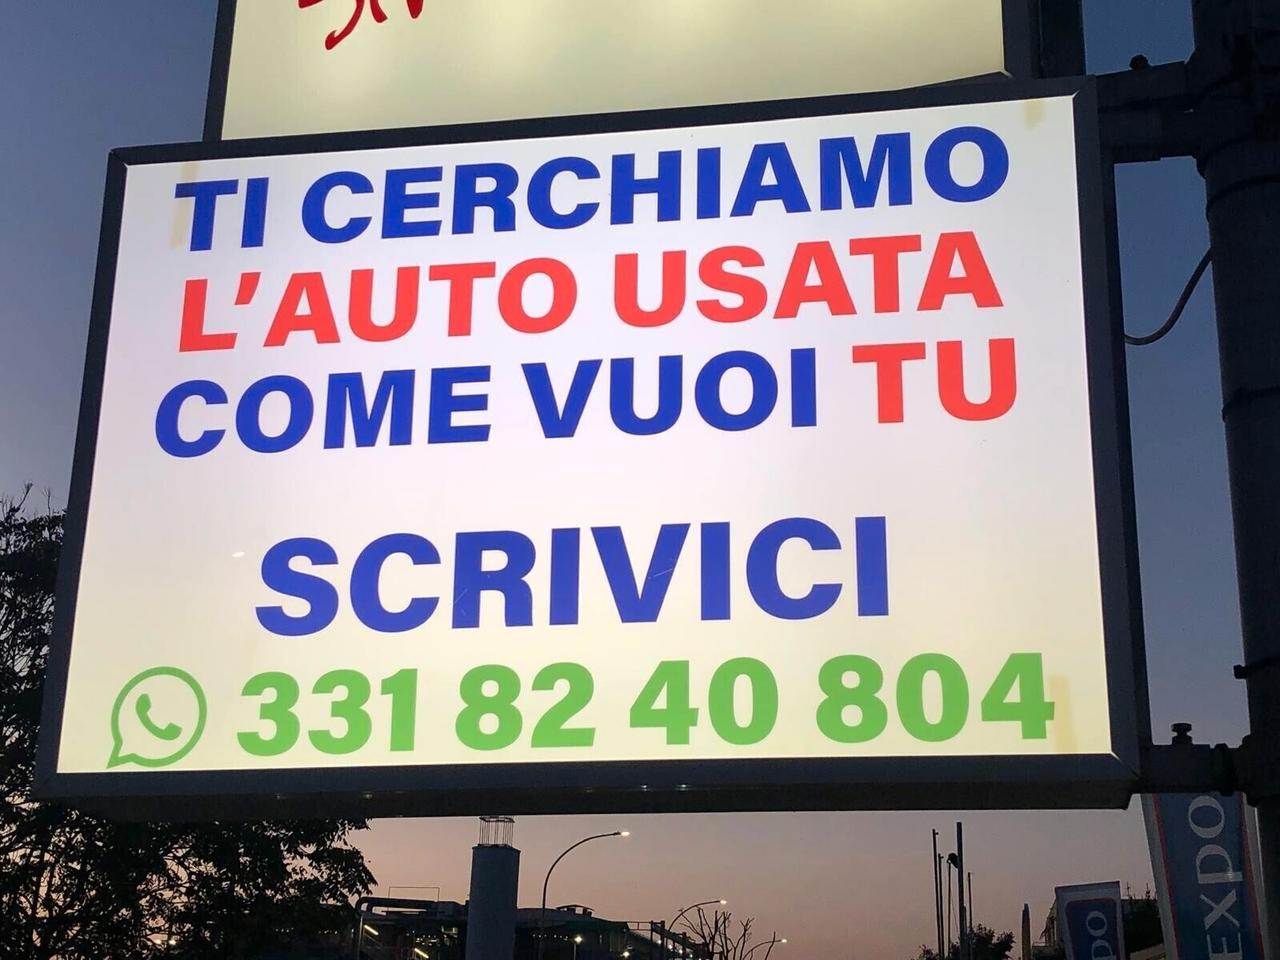 TI CERCHIAMO
L'AUTO USATA
COME VUOI TU
SCRIVICI
331 82 40 804
EXPO